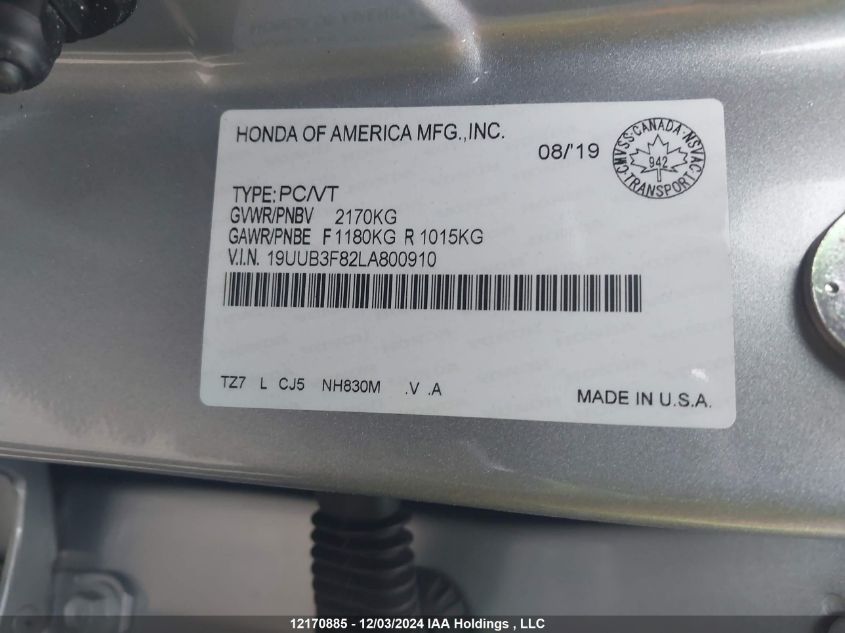 HONDA OF AMERICA MFG.,INC.
08/'19
CMVSS·CANADA·NSVAC
942
·TRANSPORT·
TYPE: PC/VT
GVWR/PNBV 2170KG
GAWR/PNBE F 1180KG R 1015KG
V.I.N. 19UUB3F82LA800910
TZ7 L CJ5 NH830M .V .A
MADE IN U.S.A.
12170885 - 12/03/2024 IAA Holdings , LLC